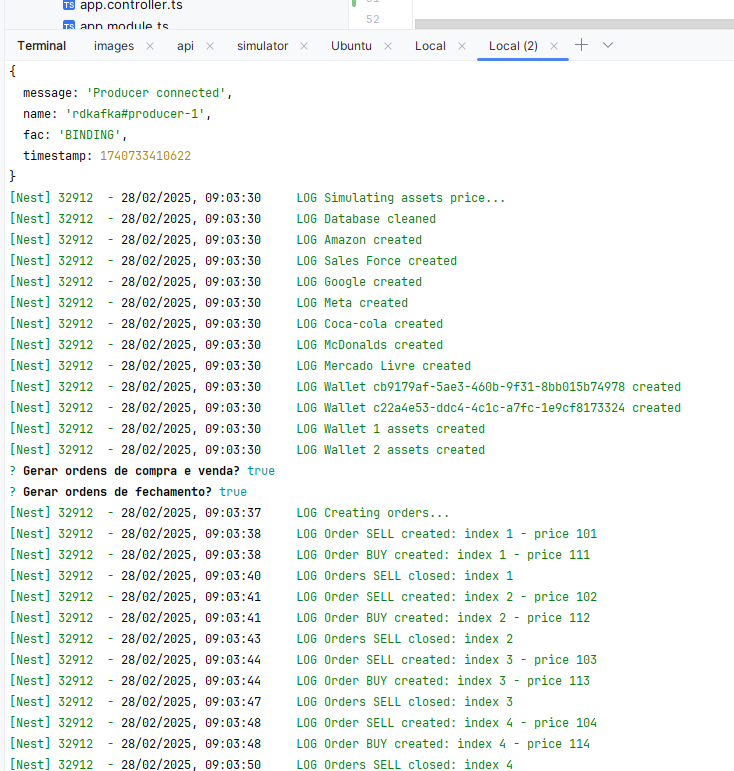 TS app.controller.ts
TS app.module.ts
51
52
Terminal images × api × simulator × Ubuntu × Local × Local (2) ×
{
message: 'Producer connected',
name: 'rdkafka#producer-1',
fac: 'BINDING',
timestamp: 1740733410622
}
[Nest] 32912 - 28/02/2025, 09:03:30 LOG Simulating assets price...
[Nest] 32912 - 28/02/2025, 09:03:30 LOG Database cleaned
[Nest] 32912 - 28/02/2025, 09:03:30 LOG Amazon created
[Nest] 32912 - 28/02/2025, 09:03:30 LOG Sales Force created
[Nest] 32912 - 28/02/2025, 09:03:30 LOG Google created
[Nest] 32912 - 28/02/2025, 09:03:30 LOG Meta created
[Nest] 32912 - 28/02/2025, 09:03:30 LOG Coca-cola created
[Nest] 32912 - 28/02/2025, 09:03:30 LOG McDonalds created
[Nest] 32912 - 28/02/2025, 09:03:30 LOG Mercado Livre created
[Nest] 32912 - 28/02/2025, 09:03:30 LOG Wallet cb9179af-5ae3-460b-9f31-8bb015b74978 created
[Nest] 32912 - 28/02/2025, 09:03:30 LOG Wallet c22a4e53-ddc4-4c1c-a7fc-1e9cf8173324 created
[Nest] 32912 - 28/02/2025, 09:03:30 LOG Wallet 1 assets created
[Nest] 32912 - 28/02/2025, 09:03:30 LOG Wallet 2 assets created
? Gerar ordens de compra e venda? true
? Gerar ordens de fechamento? true
[Nest] 32912 - 28/02/2025, 09:03:37 LOG Creating orders...
[Nest] 32912 - 28/02/2025, 09:03:38 LOG Order SELL created: index 1 - price 101
[Nest] 32912 - 28/02/2025, 09:03:38 LOG Order BUY created: index 1 - price 111
[Nest] 32912 - 28/02/2025, 09:03:40 LOG Orders SELL closed: index 1
[Nest] 32912 - 28/02/2025, 09:03:41 LOG Order SELL created: index 2 - price 102
[Nest] 32912 - 28/02/2025, 09:03:41 LOG Order BUY created: index 2 - price 112
[Nest] 32912 - 28/02/2025, 09:03:43 LOG Orders SELL closed: index 2
[Nest] 32912 - 28/02/2025, 09:03:44 LOG Order SELL created: index 3 - price 103
[Nest] 32912 - 28/02/2025, 09:03:44 LOG Order BUY created: index 3 - price 113
[Nest] 32912 - 28/02/2025, 09:03:47 LOG Orders SELL closed: index 3
[Nest] 32912 - 28/02/2025, 09:03:48 LOG Order SELL created: index 4 - price 104
[Nest] 32912 - 28/02/2025, 09:03:48 LOG Order BUY created: index 4 - price 114
[Nest] 32912 - 28/02/2025, 09:03:50 LOG Orders SELL closed: index 4